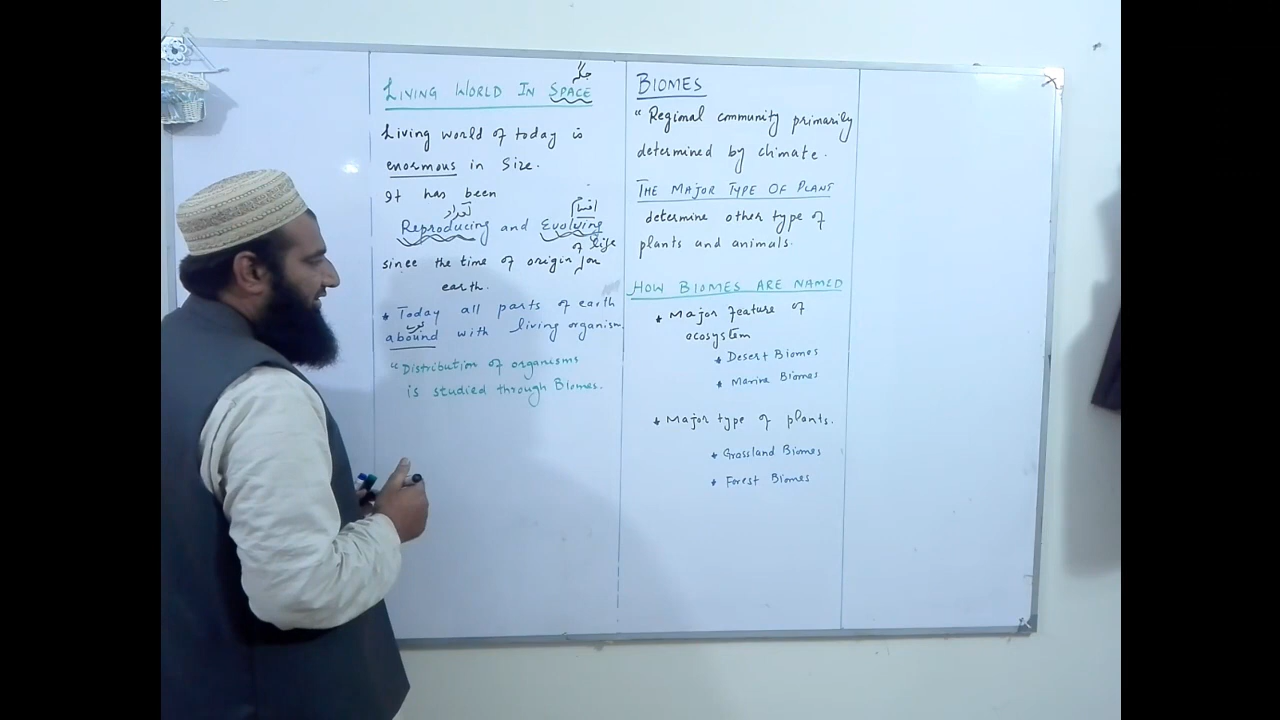 جگہ
LIVING WORLD IN SPACE
Living world of today is
enormous in Size.
It has been
تعداد اقسام
Reproducing and Evolving
of life
since the time of origin on
earth.
* Today all parts of earth
abound with living organism.
"Distribution of organisms
is studied through Biomes.
BIOMES
"Regional community primarily
determined by climate.
THE MAJOR TYPE OF PLANT
determine other type of
plants and animals.
HOW BIOMES ARE NAMED
* Major feature of
ecosystem
* Desert Biomes
* Marine Biomes
* Major type of plants.
* Grassland Biomes
* Forest Biomes